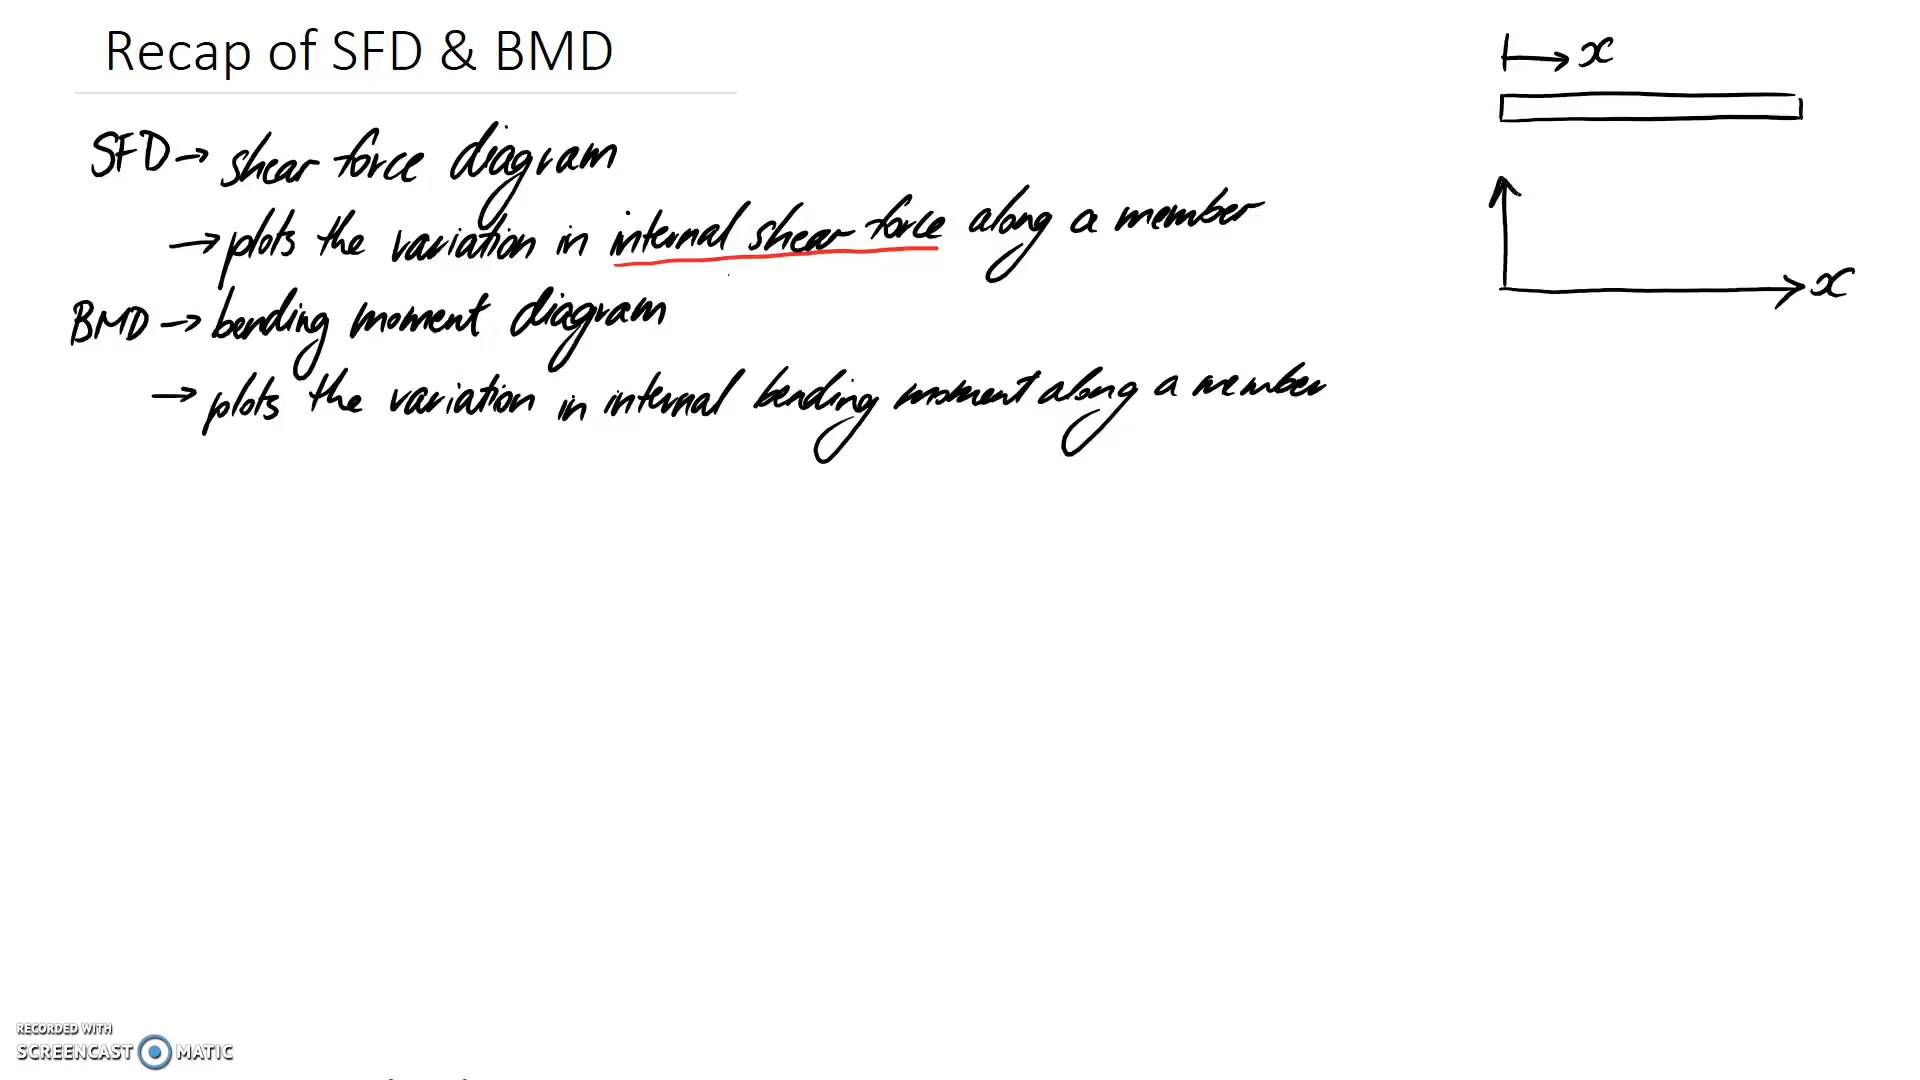 Recap of SFD & BMD
x
SFD → shear force diagram
→ plots the variation in internal shear force along a member
x
BMD → bending moment diagram
→ plots the variation in internal bending moment along a member
RECORDED WITH
SCREENCAST MATIC